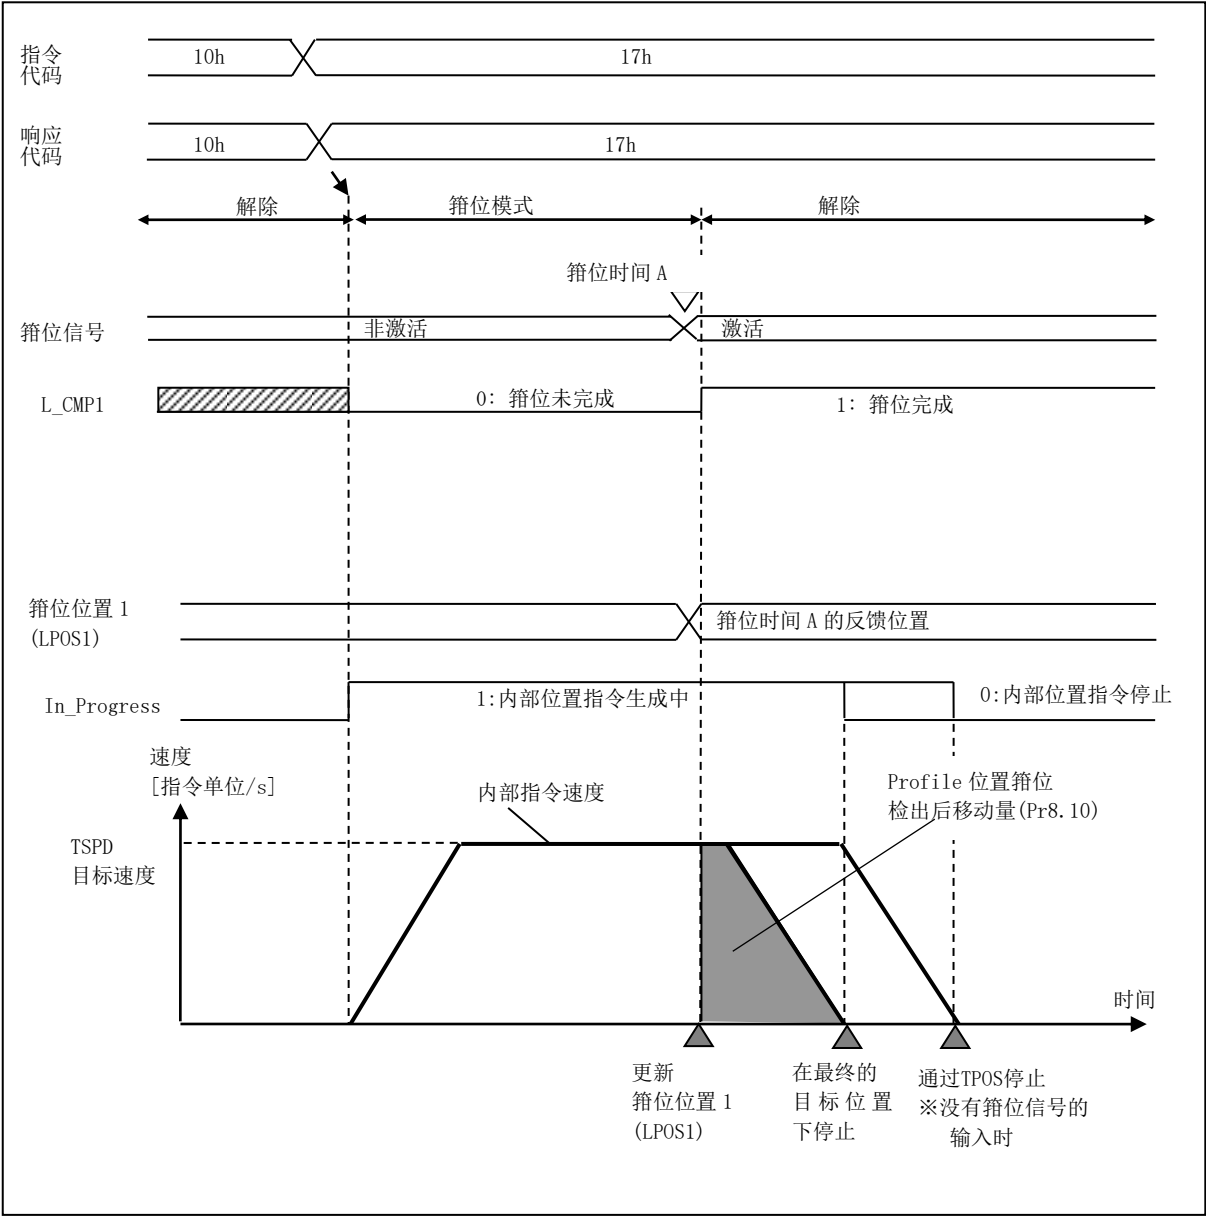 指令
代码
10h
17h
响应
代码
10h
17h
解除
箝位模式
解除
箝位时间 A
箝位信号
非激活
激活
L_CMP1
0: 箝位未完成
1: 箝位完成
箝位位置 1
(LPOS1)
箝位时间 A 的反馈位置
In_Progress
1:内部位置指令生成中
0:内部位置指令停止
速度
[指令单位/s]
内部指令速度
Profile 位置箝位
检出后移动量(Pr8.10)
TSPD
目标速度
时间
更新
箝位位置 1
(LPOS1)
在最终的
目标位置
下停止
通过TPOS停止
※没有箝位信号的
输入时